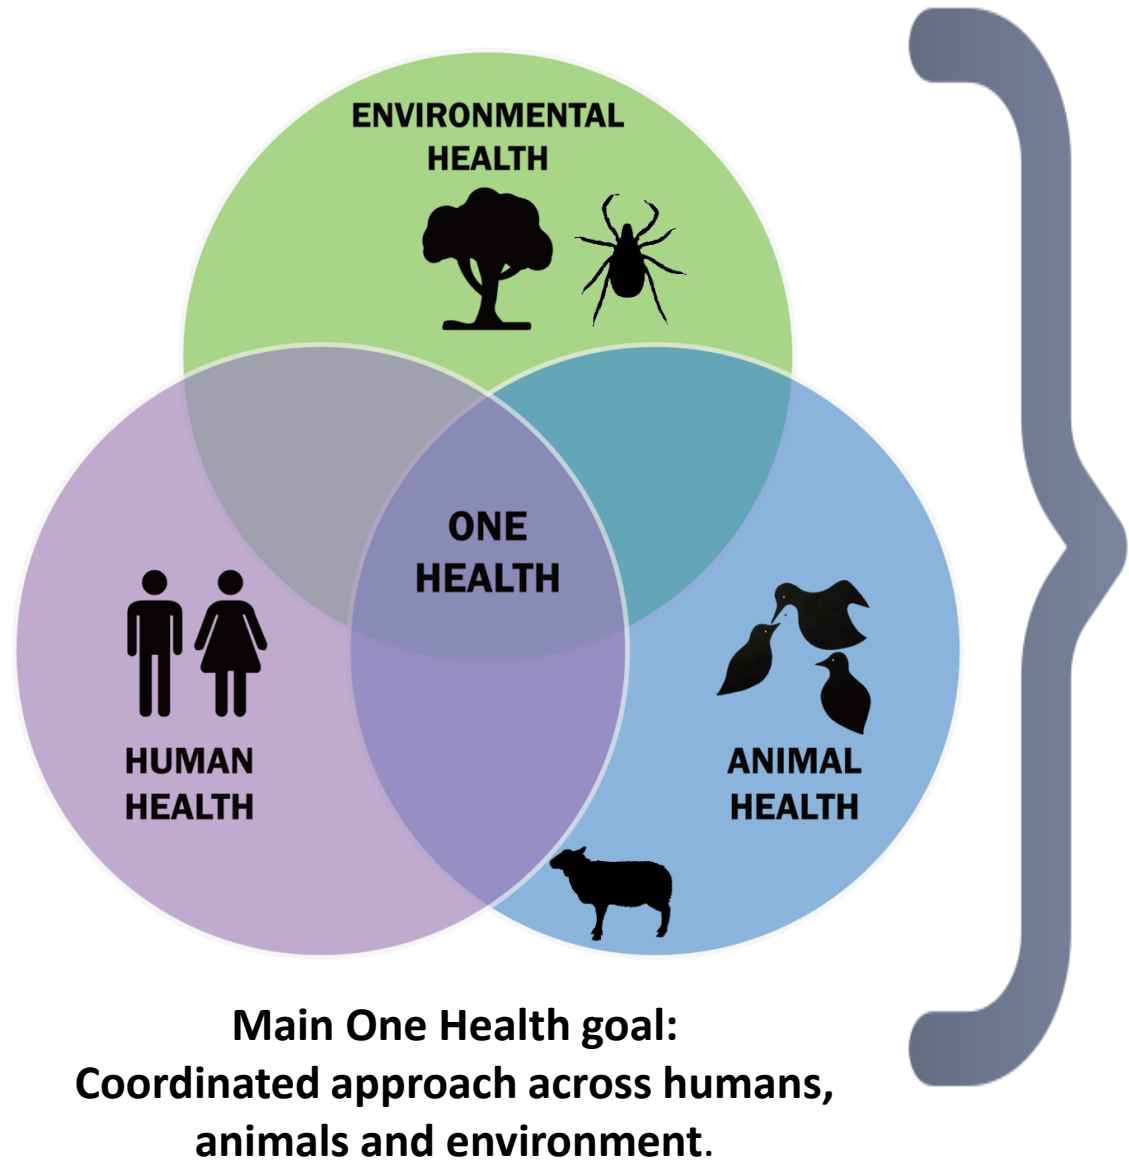 ENVIRONMENTAL
HEALTH
ONE
HEALTH
HUMAN
HEALTH
ANIMAL
HEALTH
Main One Health goal:
Coordinated approach across humans,
animals and environment.